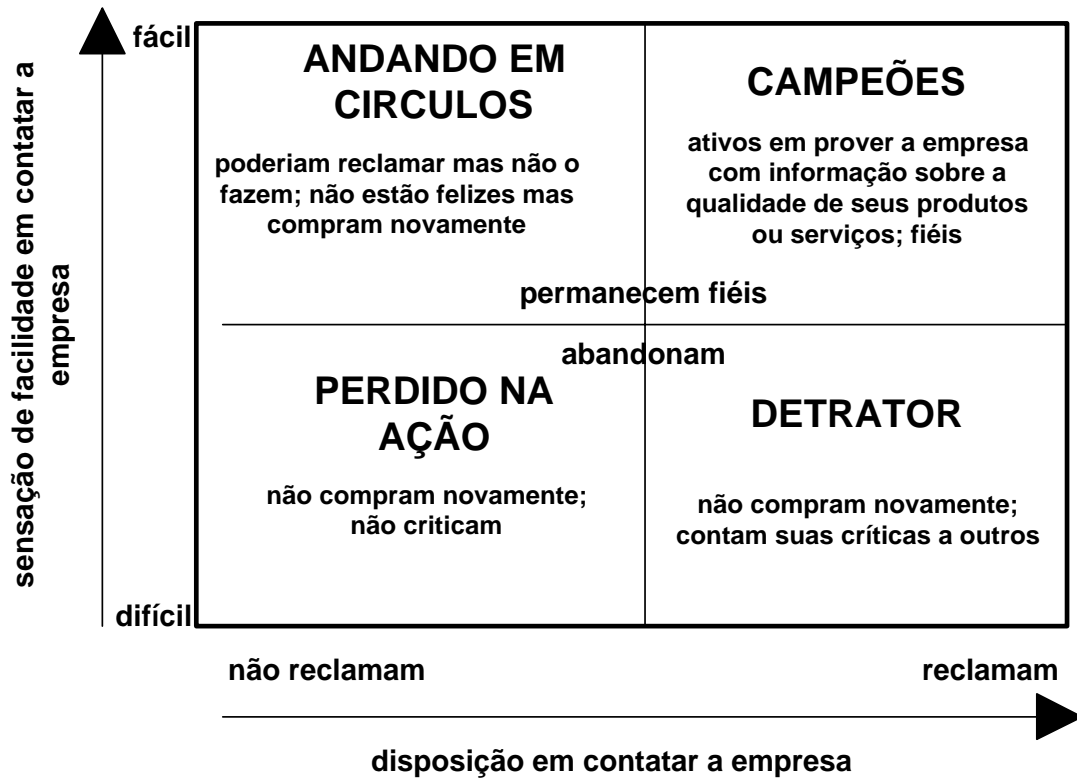 sensação de facilidade em contatar a
empresa
fácil
ANDANDO EM
CIRCULOS
poderiam reclamar mas não o
fazem; não estão felizes mas
compram novamente
CAMPEÕES
ativos em prover a empresa
com informação sobre a
qualidade de seus produtos
ou serviços; fiéis
permanecem fiéis
abandonam
PERDIDO NA
AÇÃO
não compram novamente;
não criticam
DETRATOR
não compram novamente;
contam suas críticas a outros
difícil
não reclamam
reclamam
disposição em contatar a empresa